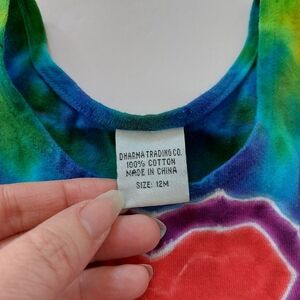 DHARMA TRADING CO.
100% COTTON
MADE IN CHINA
SIZE: 12M